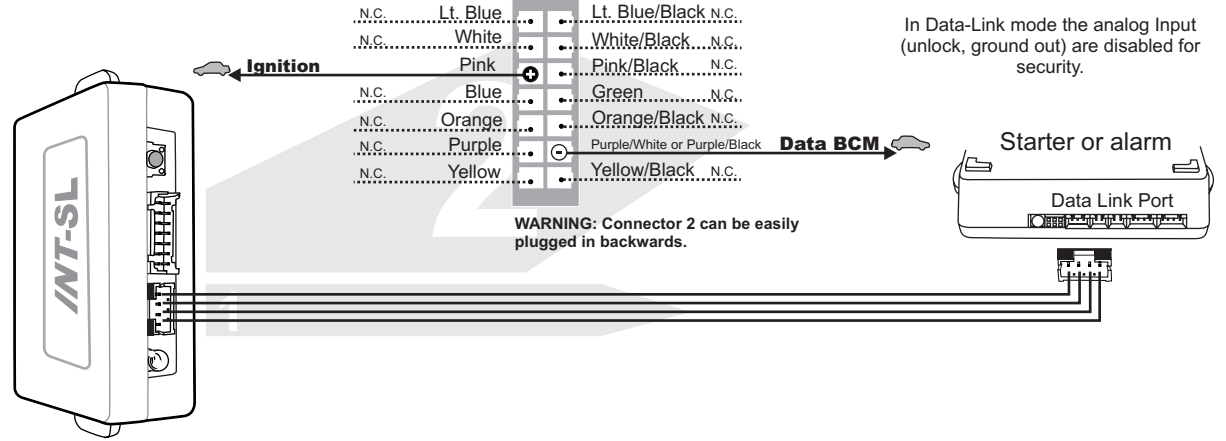 N.C. Lt. Blue Lt. Blue/Black N.C.
N.C. White White/Black N.C.
Ignition Pink Pink/Black N.C.
N.C. Blue Green N.C.
N.C. Orange Orange/Black N.C.
N.C. Purple Purple/White or Purple/Black Data BCM
N.C. Yellow Yellow/Black N.C.
2
WARNING: Connector 2 can be easily
plugged in backwards.
In Data-Link mode the analog Input
(unlock, ground out) are disabled for
security.
Starter or alarm
Data Link Port
INT-SL
1